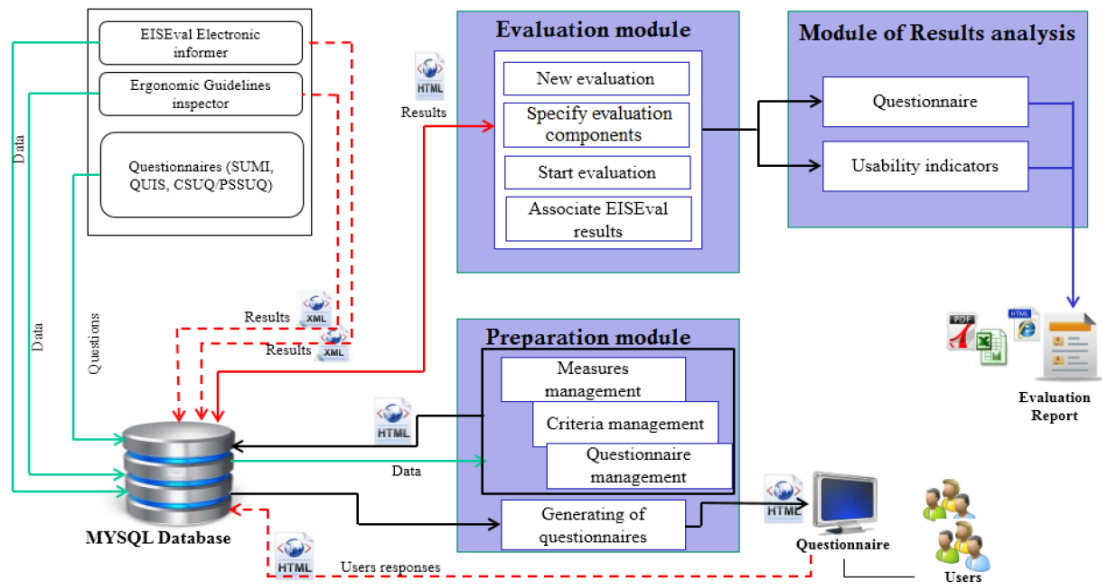 EISEval Electronic
informer
Ergonomic Guidelines
inspector
Questionnaires (SUMI,
QUIS, CSUQ/PSSUQ)
Data
Data
Questions
Results
XML
Results
XML
HTML
Results
Evaluation module
New evaluation
Specify evaluation
components
Start evaluation
Associate EISEval
results
Module of Results analysis
Questionnaire
Usability indicators
PDF
HTML
Evaluation
Report
Preparation module
Measures
management
Criteria management
Questionnaire
management
Generating of
questionnaires
HTML
Data
MYSQL Database
HTML
Users responses
HTML
Questionnaire
Users